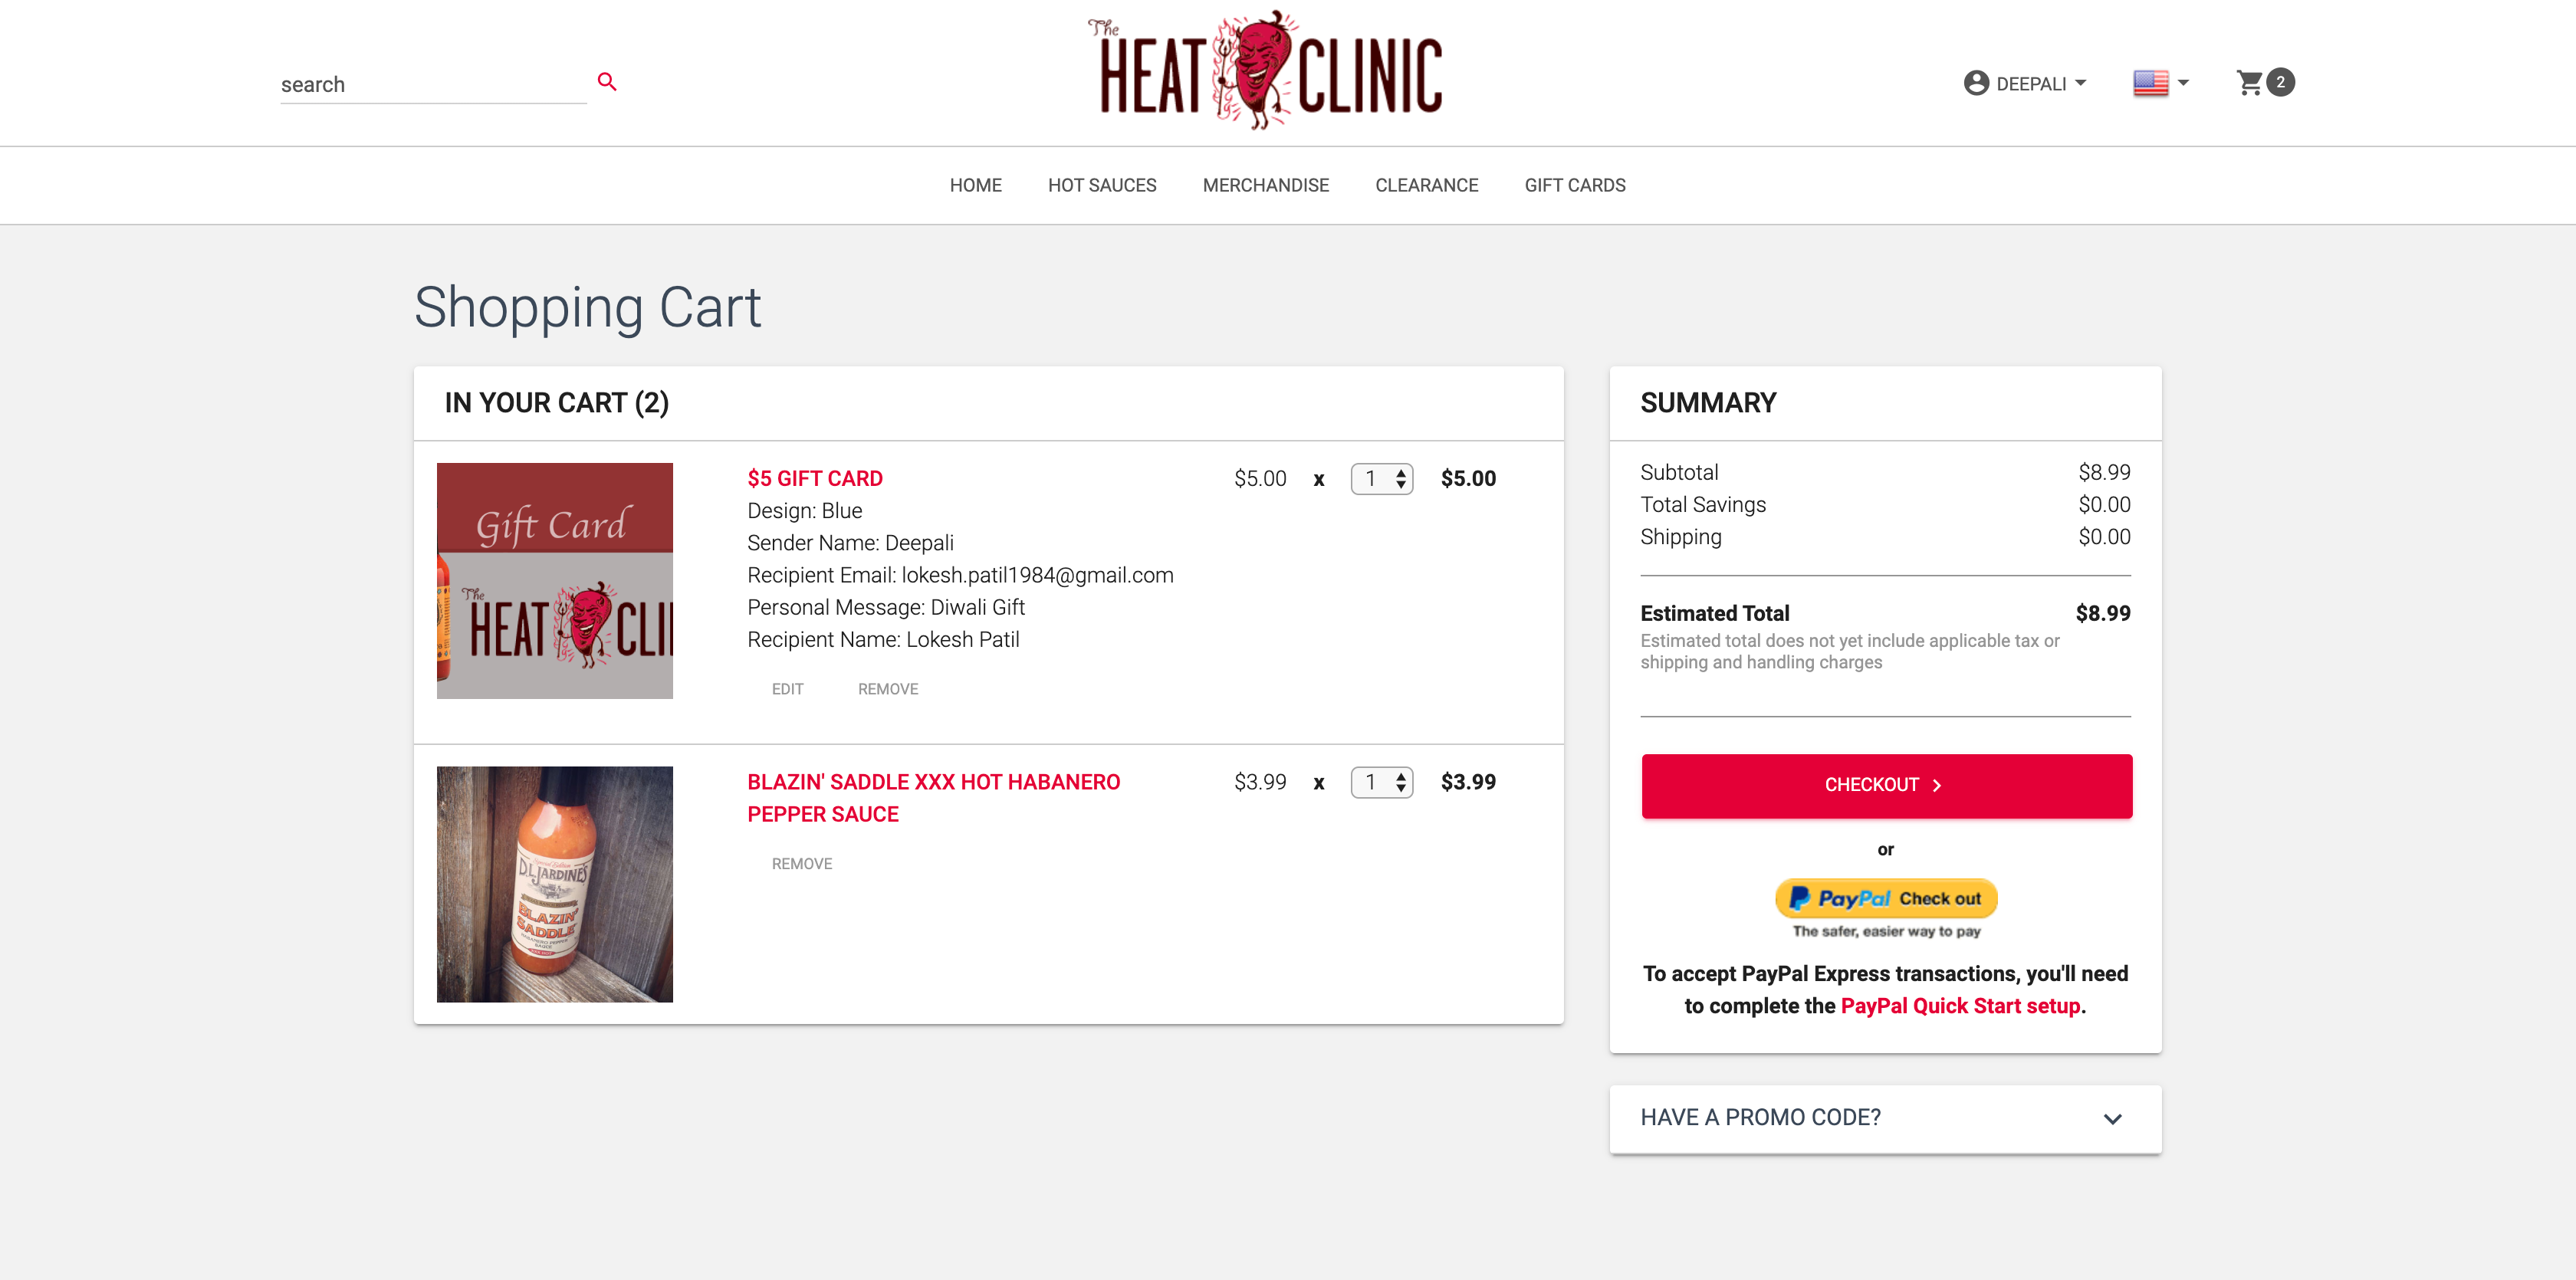 search
The
HEAT CLINIC
DEEPALI
2
HOME HOT SAUCES MERCHANDISE CLEARANCE GIFT CARDS
Shopping Cart
IN YOUR CART (2)
Gift Card
The
HEAT CLI
$5 GIFT CARD
$5.00 x 1 $5.00
Design: Blue
Sender Name: Deepali
Recipient Email: lokesh.patil1984@gmail.com
Personal Message: Diwali Gift
Recipient Name: Lokesh Patil
EDIT REMOVE
D.L. JARDINE'S
BLAZIN'
SADDLE
HABANERO PEPPER
SAUCE
BLAZIN' SADDLE XXX HOT HABANERO
PEPPER SAUCE
$3.99 x 1 $3.99
REMOVE
SUMMARY
Subtotal $8.99
Total Savings $0.00
Shipping $0.00
Estimated Total $8.99
Estimated total does not yet include applicable tax or
shipping and handling charges
CHECKOUT
or
PayPal Check out
The safer, easier way to pay
To accept PayPal Express transactions, you'll need
to complete the PayPal Quick Start setup.
HAVE A PROMO CODE?